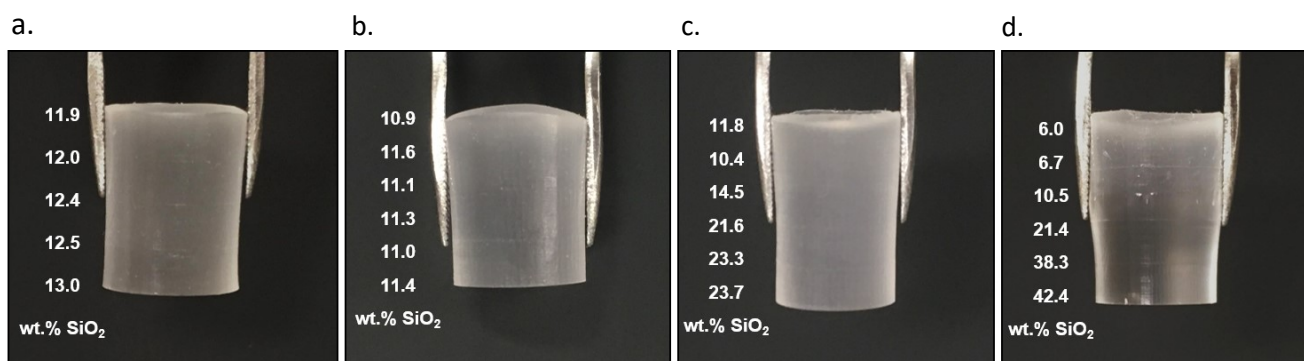 a.
11.9
12.0
12.4
12.5
13.0
wt.% SiO₂
b.
10.9
11.6
11.1
11.3
11.0
11.4
wt.% SiO₂
c.
11.8
10.4
14.5
21.6
23.3
23.7
wt.% SiO₂
d.
6.0
6.7
10.5
21.4
38.3
42.4
wt.% SiO₂